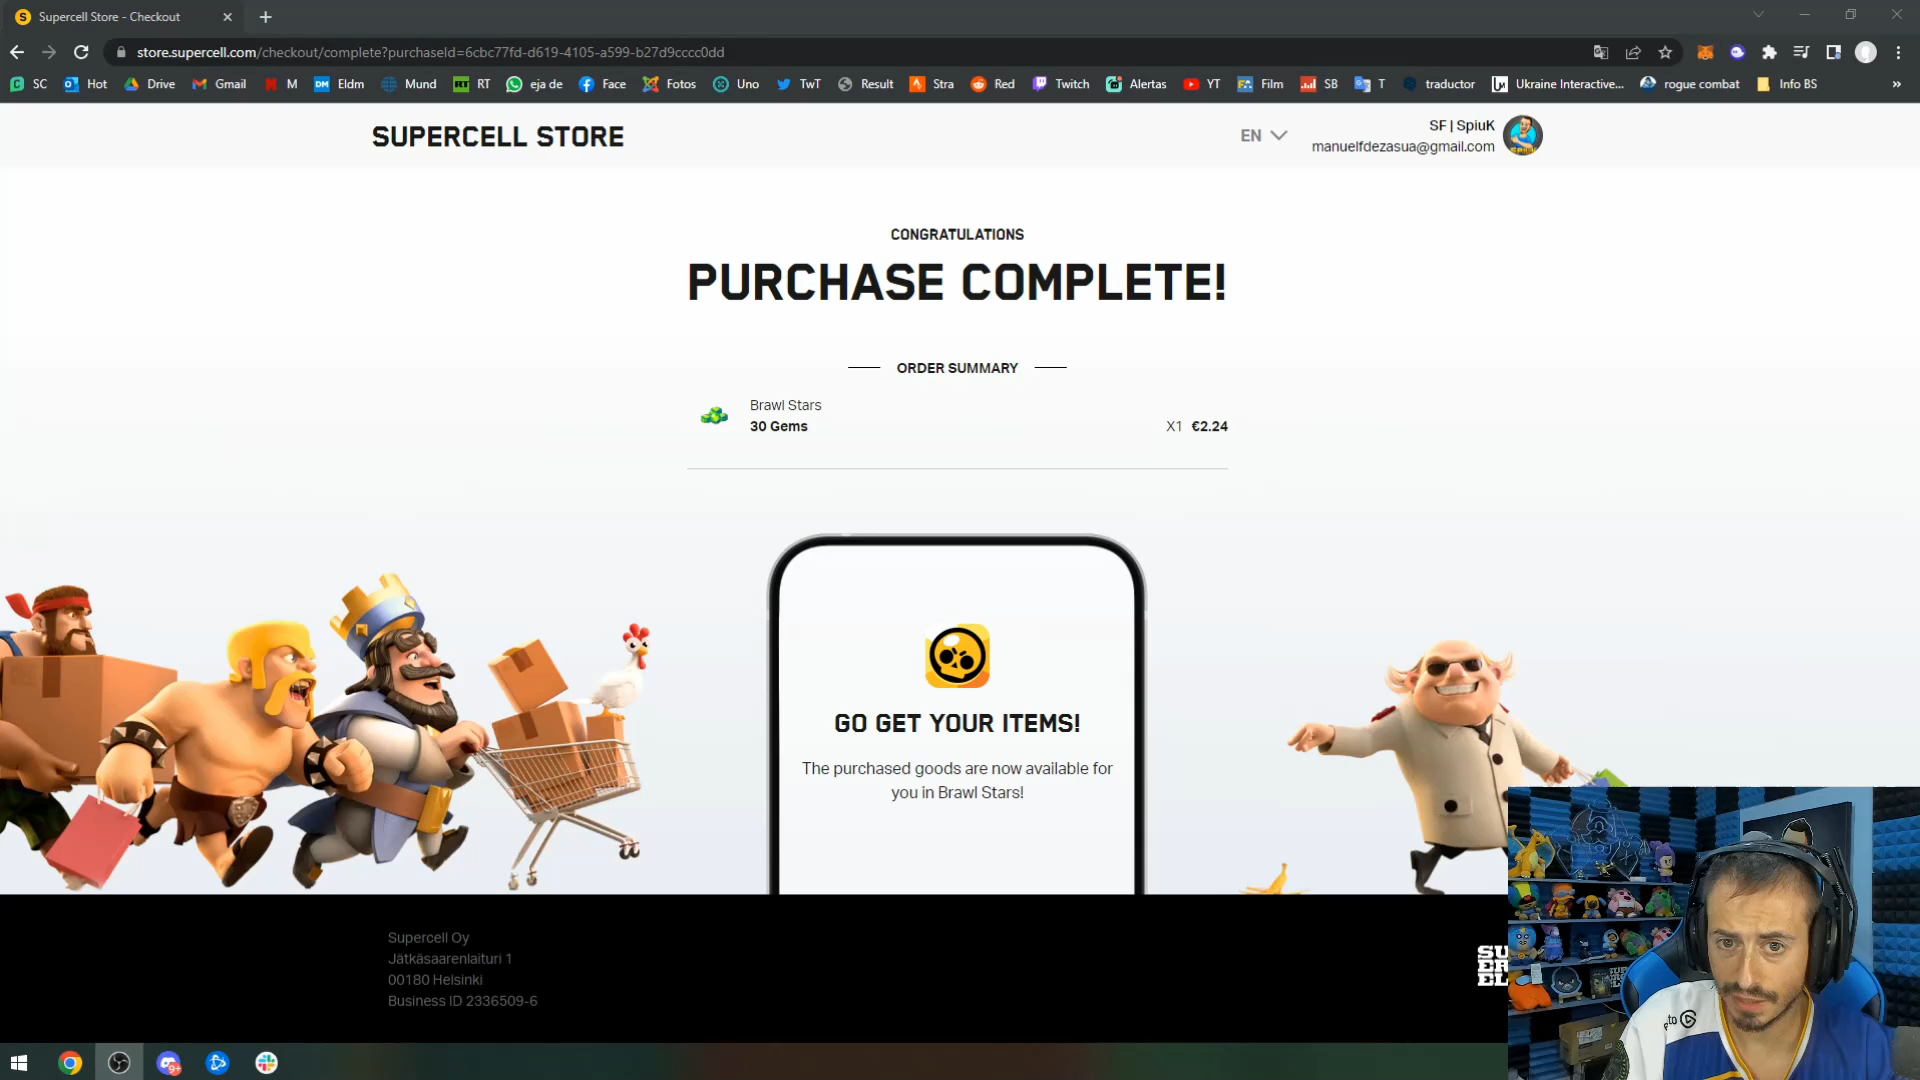 Supercell Store - Checkout
store.supercell.com/checkout/complete?purchaseId=6cbc77fd-d619-4105-a599-b27d9cccc0dd
SC Hot Drive Gmail M DM Eldm Mund RT eja de Face Fotos Uno TwT Result Stra Red Twitch Alertas YT Film SB T traductor Ukraine Interactive... rogue combat Info BS »
SUPERCELL STORE
EN
SF | SpiuK
manuelfdezasua@gmail.com
CONGRATULATIONS
PURCHASE COMPLETE!
ORDER SUMMARY
Brawl Stars
30 Gems
X1 €2.24
GO GET YOUR ITEMS!
The purchased goods are now available for
you in Brawl Stars!
Supercell Oy
Jätkäsaarenlaituri 1
00180 Helsinki
Business ID 2336509-6